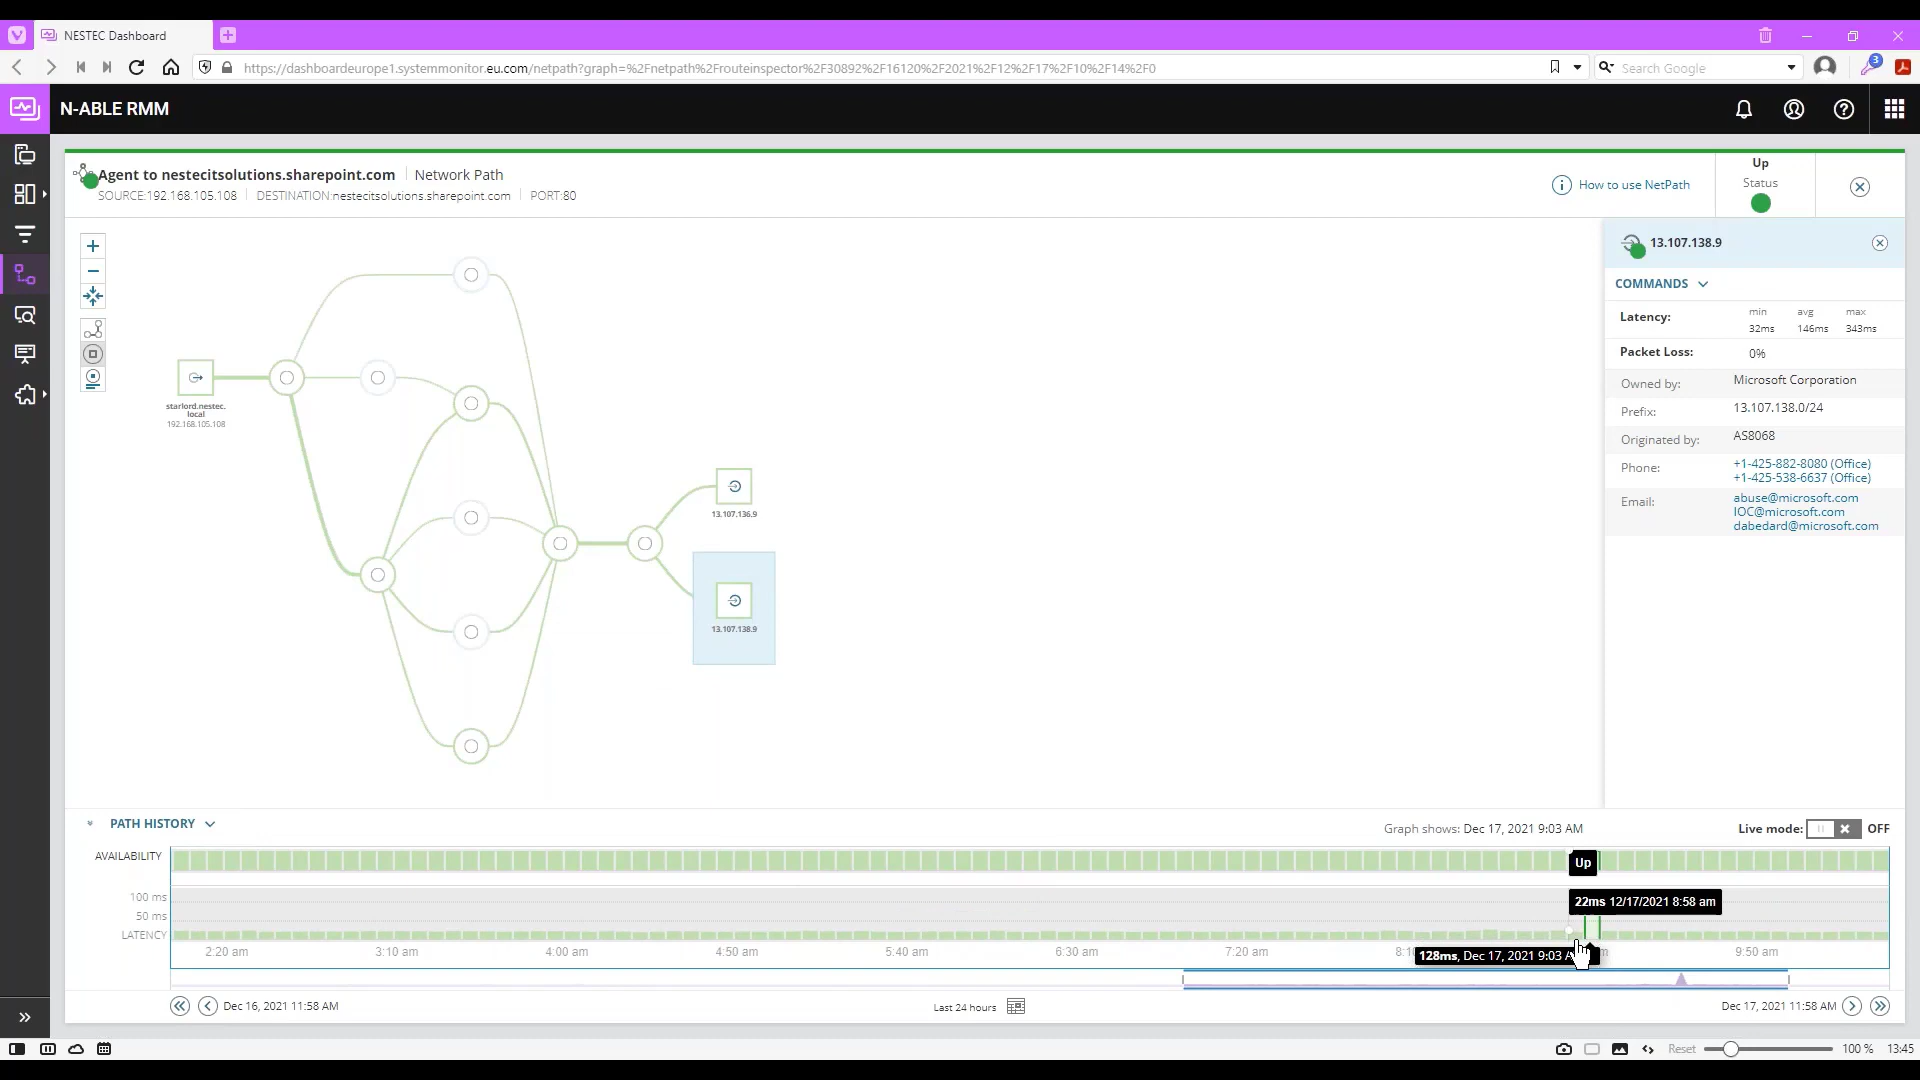 NESTEC Dashboard
https://dashboardeurope1.systemmonitor.eu.com/netpath?graph=%2Fnetpath%2Frouteinspector%2F30892%2F16120%2F2021%2F12%2F17%2F10%2F14%2F0
Search Google
3
N-ABLE RMM
Agent to nestecitsolutions.sharepoint.com
Network Path
SOURCE:192.168.105.108
DESTINATION:nestecitsolutions.sharepoint.com
PORT:80
How to use NetPath
Up
Status
starlord.nestec.
local
192.168.105.108
13.107.136.9
13.107.138.9
13.107.138.9
COMMANDS
Latency:
min avg max
32ms 146ms 343ms
Packet Loss: 0%
Owned by: Microsoft Corporation
Prefix: 13.107.138.0/24
Originated by: AS8068
Phone: +1-425-882-8080 (Office)
+1-425-538-6637 (Office)
Email: abuse@microsoft.com
IOC@microsoft.com
dabedard@microsoft.com
PATH HISTORY
Graph shows: Dec 17, 2021 9:03 AM
Live mode: OFF
AVAILABILITY
Up
100 ms
50 ms
LATENCY
22ms 12/17/2021 8:58 am
2:20 am 3:10 am 4:00 am 4:50 am 5:40 am 6:30 am 7:20 am 9:50 am
128ms, Dec 17, 2021 9:03
Dec 16, 2021 11:58 AM
Last 24 hours
Dec 17, 2021 11:58 AM
Reset
100 %
13:45